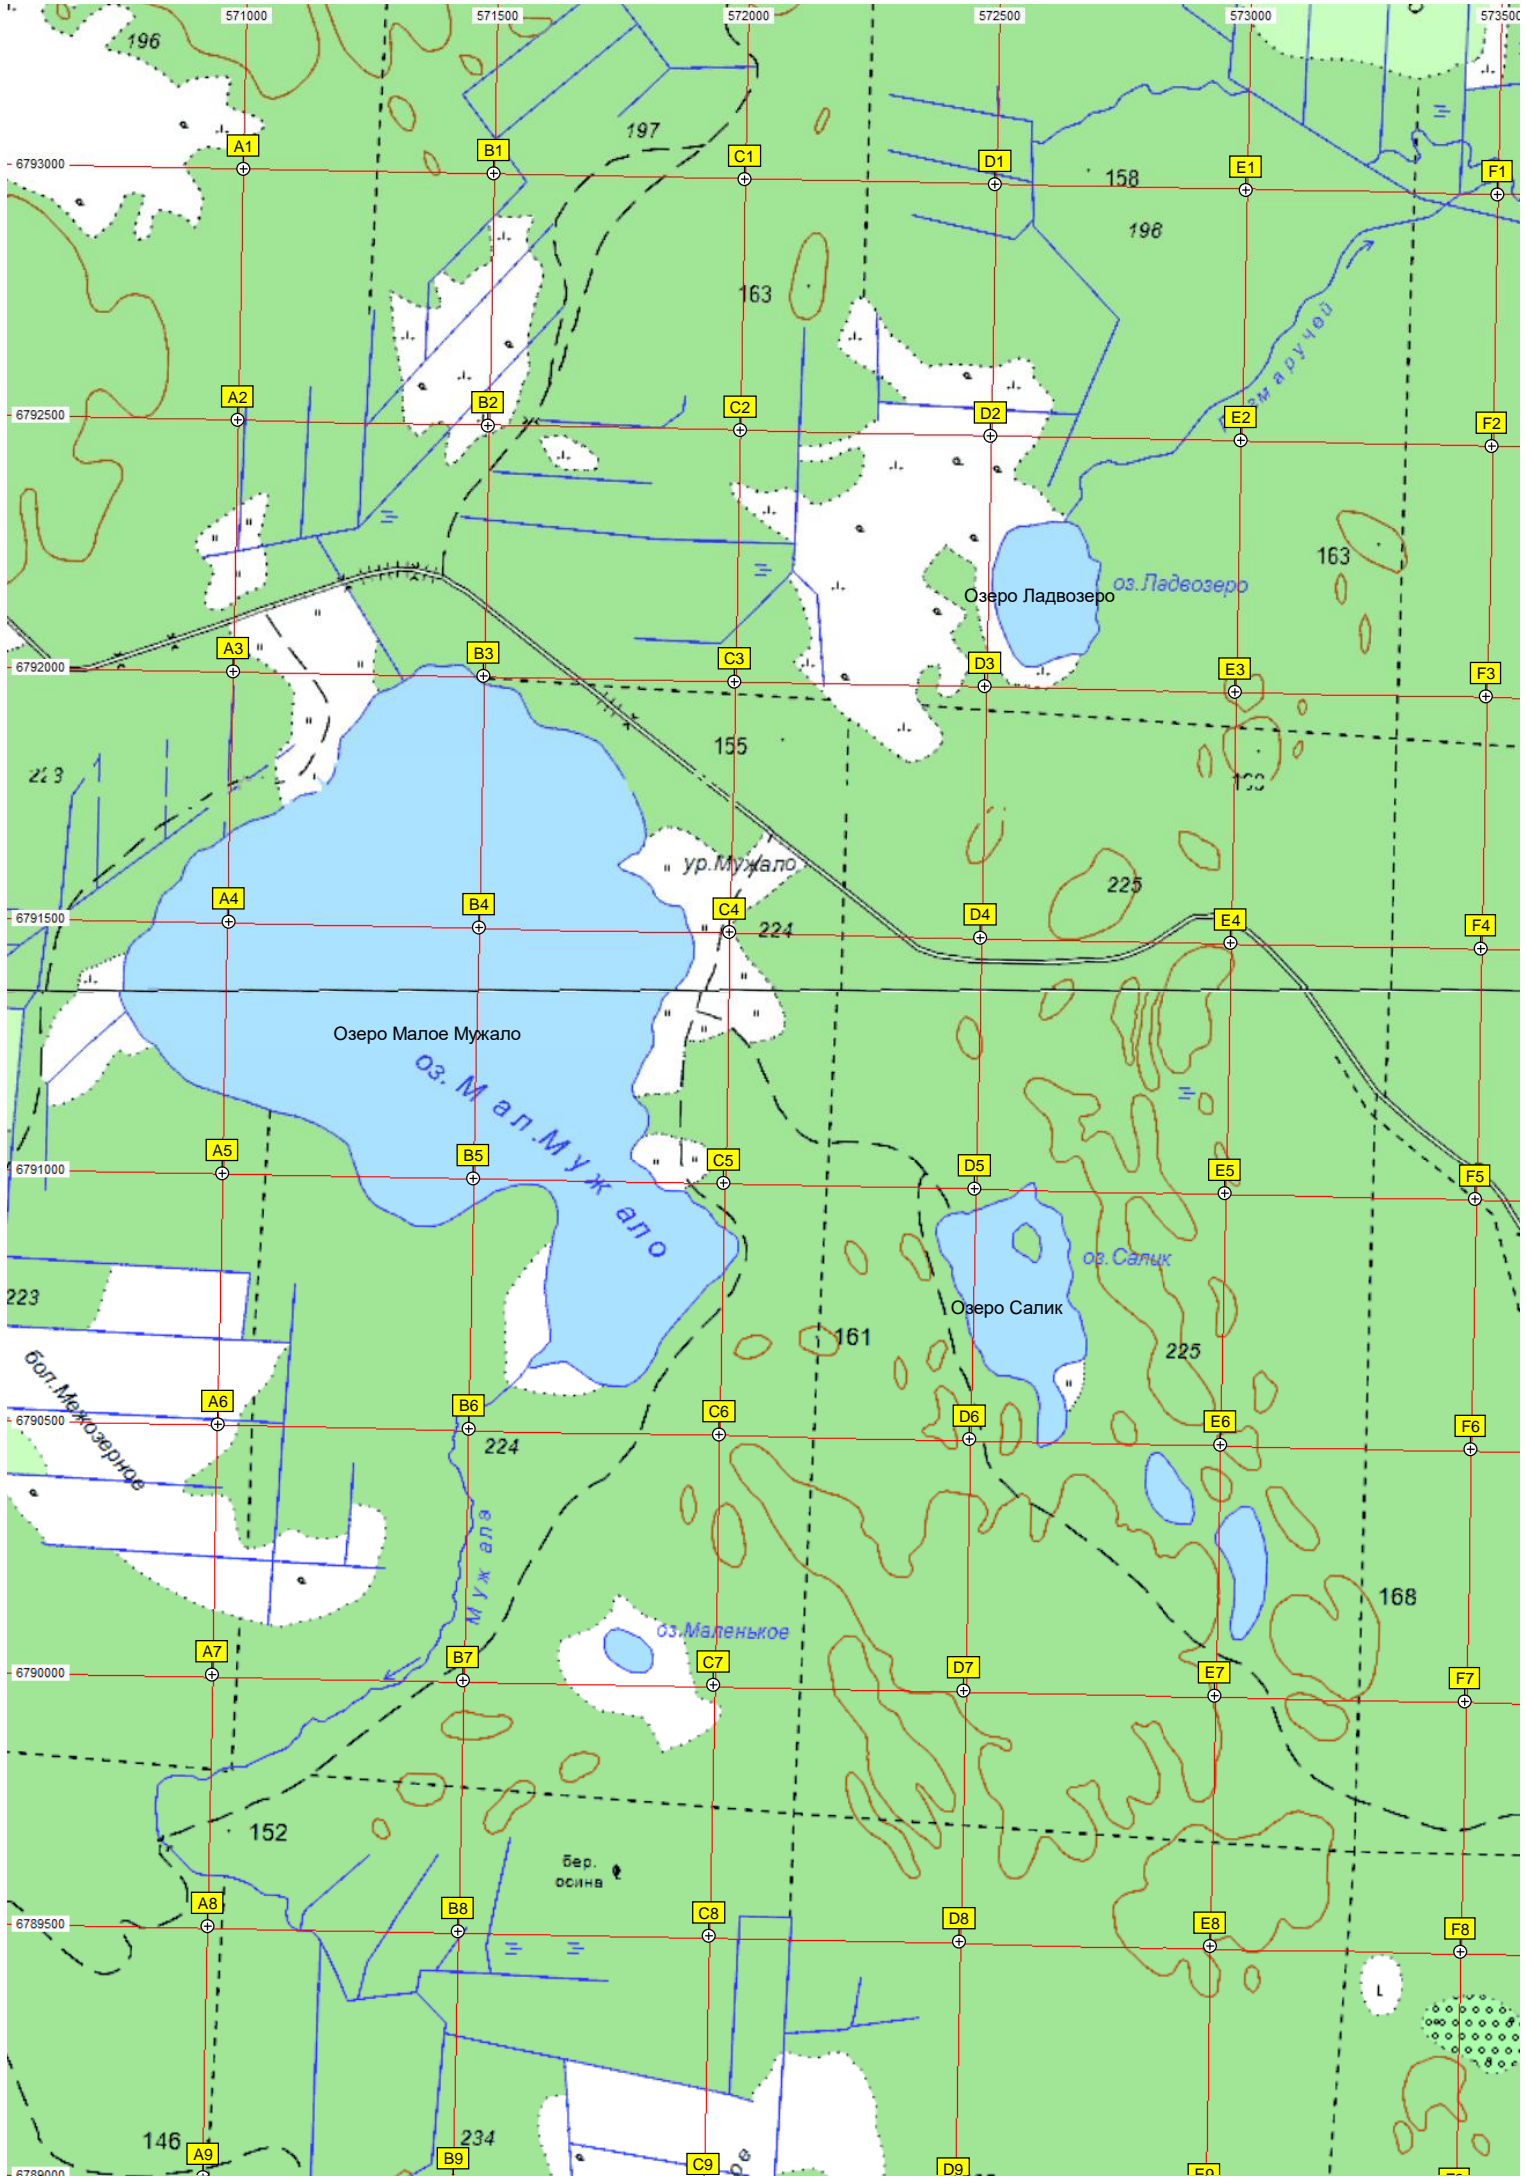 571000 571500 572000 572500 573000 573500
196
197
A1 B1 C1 D1 E1 F1
6793000
158
196
163
A2 B2 C2 D2 E2 F2
6792500
163
оз.Ладвозеро
Озеро Ладвозеро
A3 B3 C3 D3 E3 F3
6792000
155
223
ур.Мужало
225
A4 B4 C4 D4 E4 F4
6791500
224
Озеро Малое Мужало
оз. Мал.Мужало
A5 B5 C5 D5 E5 F5
6791000
оз.Салик
223
Озеро Салик
161
225
бол.Межозерное
A6 B6 C6 D6 E6 F6
6790500
224
Мужала
168
оз.Маленькое
A7 B7 C7 D7 E7 F7
6790000
152
бер.
осина
A8 B8 C8 D8 E8 F8
6789500
146
234
A9 B9 C9 D9 E9
6789000